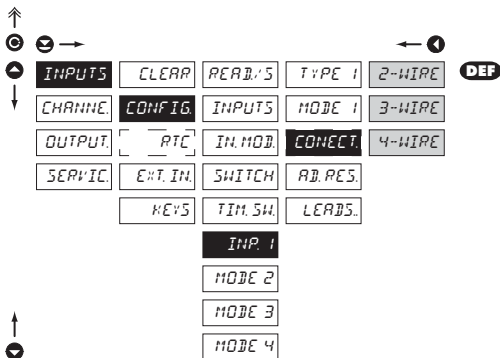 INPUTS CLEAR READ./S TYPE 1 2-WIRE DEF
CHANNE. CONFIG. INPUTS MODE 1 3-WIRE
OUTPUT. RTC IN. MOD. CONECT. 4-WIRE
SERVIC. EXT. IN. SWITCH AD. RES.
KEYS TIM. SW. LEADS..
INP. 1
MODE 2
MODE 3
MODE 4